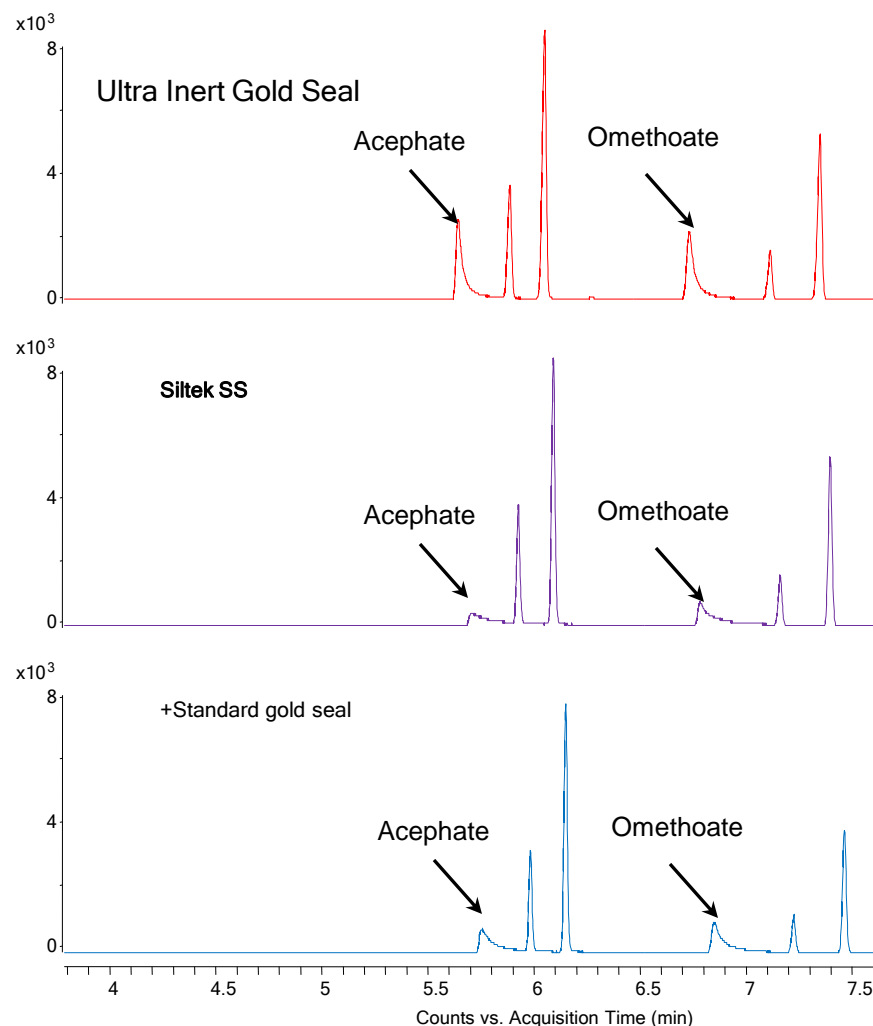 x10³
8
Ultra Inert Gold Seal
Acephate
Omethoate
4
0
x10³
8
Siltek SS
Acephate
Omethoate
4
0
x10³
8
+Standard gold seal
Acephate
Omethoate
4
0
4 4.5 5 5.5 6 6.5 7 7.5
Counts vs. Acquisition Time (min)